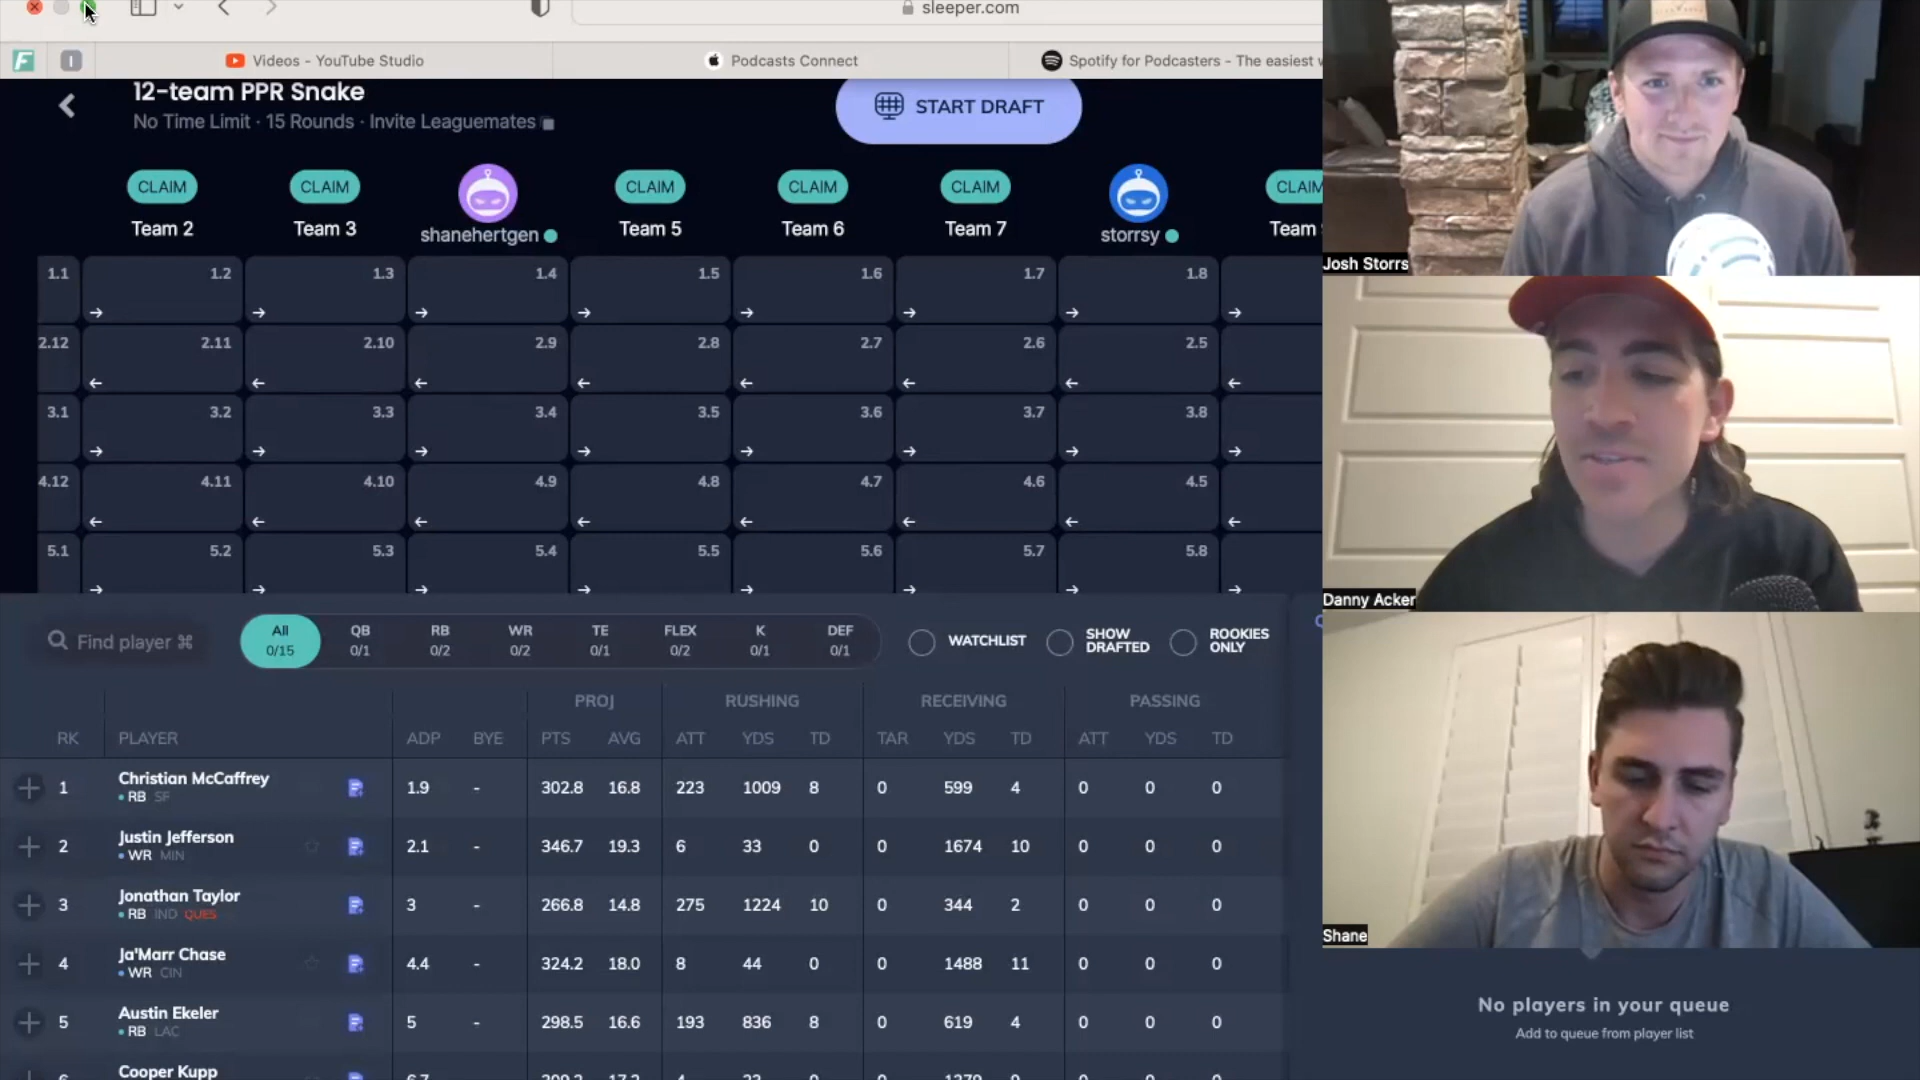 sleeper.com
Videos - YouTube Studio
Podcasts Connect
Spotify for Podcasters - The easiest
12-team PPR Snake
No Time Limit · 15 Rounds · Invite Leaguemates
START DRAFT
CLAIM CLAIM CLAIM CLAIM CLAIM CLAIM
Team 2 Team 3 shanehertgen Team 5 Team 6 Team 7 storrsy Team
1.1 1.2 1.3 1.4 1.5 1.6 1.7 1.8
2.12 2.11 2.10 2.9 2.8 2.7 2.6 2.5
3.1 3.2 3.3 3.4 3.5 3.6 3.7 3.8
4.12 4.11 4.10 4.9 4.8 4.7 4.6 4.5
5.1 5.2 5.3 5.4 5.5 5.6 5.7 5.8
Find player ⌘
All QB RB WR TE FLEX K DEF
0/15 0/1 0/2 0/2 0/1 0/2 0/1 0/1
WATCHLIST
SHOW DRAFTED
ROOKIES ONLY
PROJ RUSHING RECEIVING PASSING
RK PLAYER ADP BYE PTS AVG ATT YDS TD TAR YDS TD ATT YDS TD
1 Christian McCaffrey 1.9 - 302.8 16.8 223 1009 8 0 599 4 0 0 0
RB SF
2 Justin Jefferson 2.1 - 346.7 19.3 6 33 0 0 1674 10 0 0 0
WR MIN
3 Jonathan Taylor 3 - 266.8 14.8 275 1224 10 0 344 2 0 0 0
RB IND QUES
4 Ja'Marr Chase 4.4 - 324.2 18.0 8 44 0 0 1488 11 0 0 0
WR CIN
5 Austin Ekeler 5 - 298.5 16.6 193 836 8 0 619 4 0 0 0
RB LAC
Cooper Kupp
Josh Storrs
Danny Acker
Shane
No players in your queue
Add to queue from player list